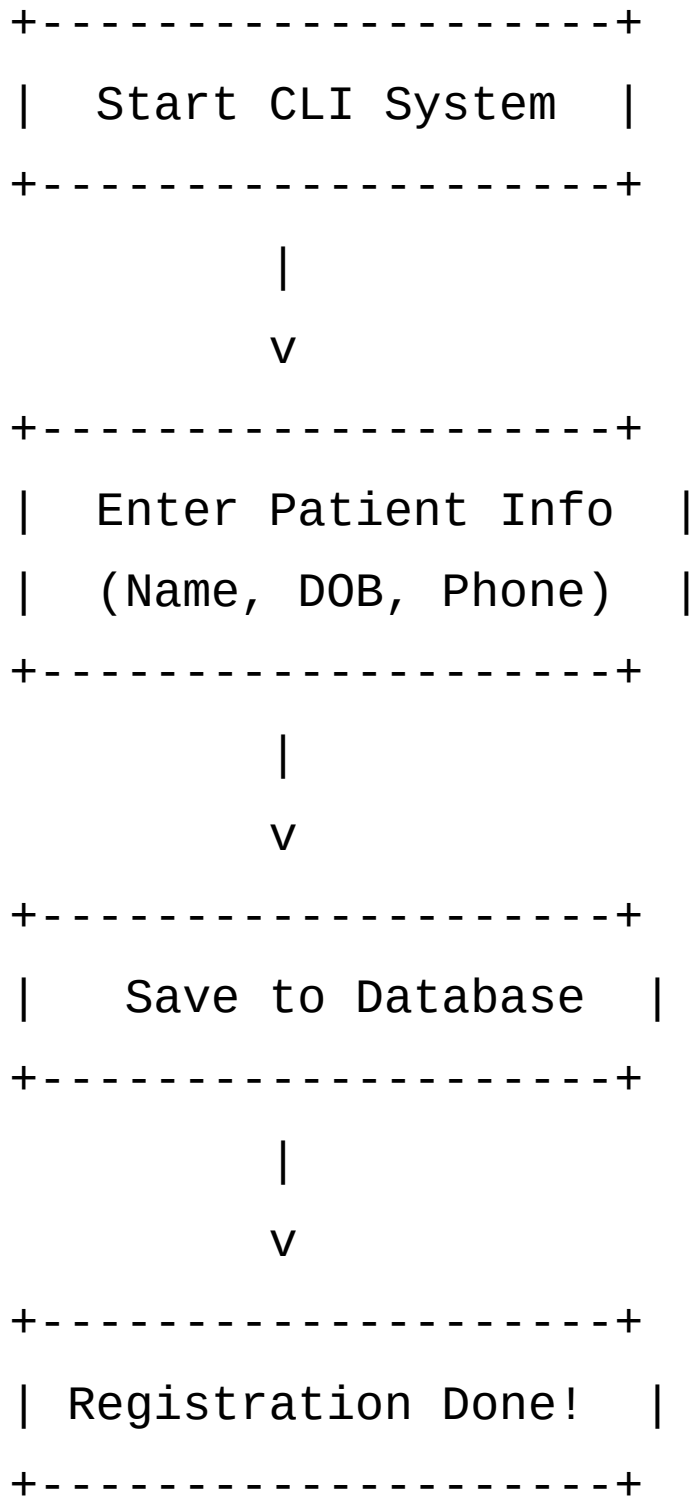 +--------------------+
|  Start CLI System  |
+--------------------+
         |
         v
+--------------------+
|  Enter Patient Info  |
|  (Name, DOB, Phone)  |
+--------------------+
         |
         v
+--------------------+
|   Save to Database  |
+--------------------+
         |
         v
+--------------------+
| Registration Done!  |
+--------------------+